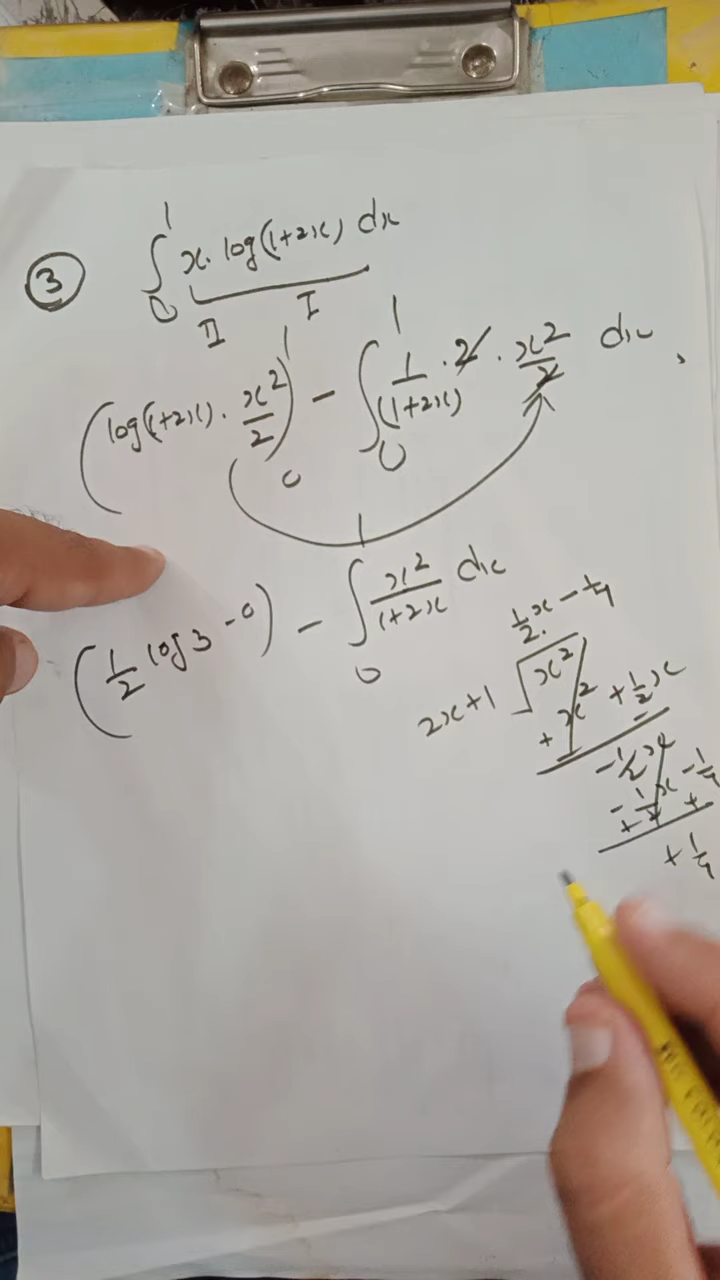 ③ ∫₀¹ x. log(1+2x) dx
II I
(log(1+2x) . x²/2)₀¹ - ∫₀¹ 1/(1+2x) . 2 . x²/2 dx ,
(1/2 log 3 - 0) - ∫₀¹ x²/(1+2x) dx
1/2 x - 1/4
2x+1 √ x²
+ x² + 1/2 x
-
- 1/2 x
- 1/2 x - 1/4
+ +
+ 1/4